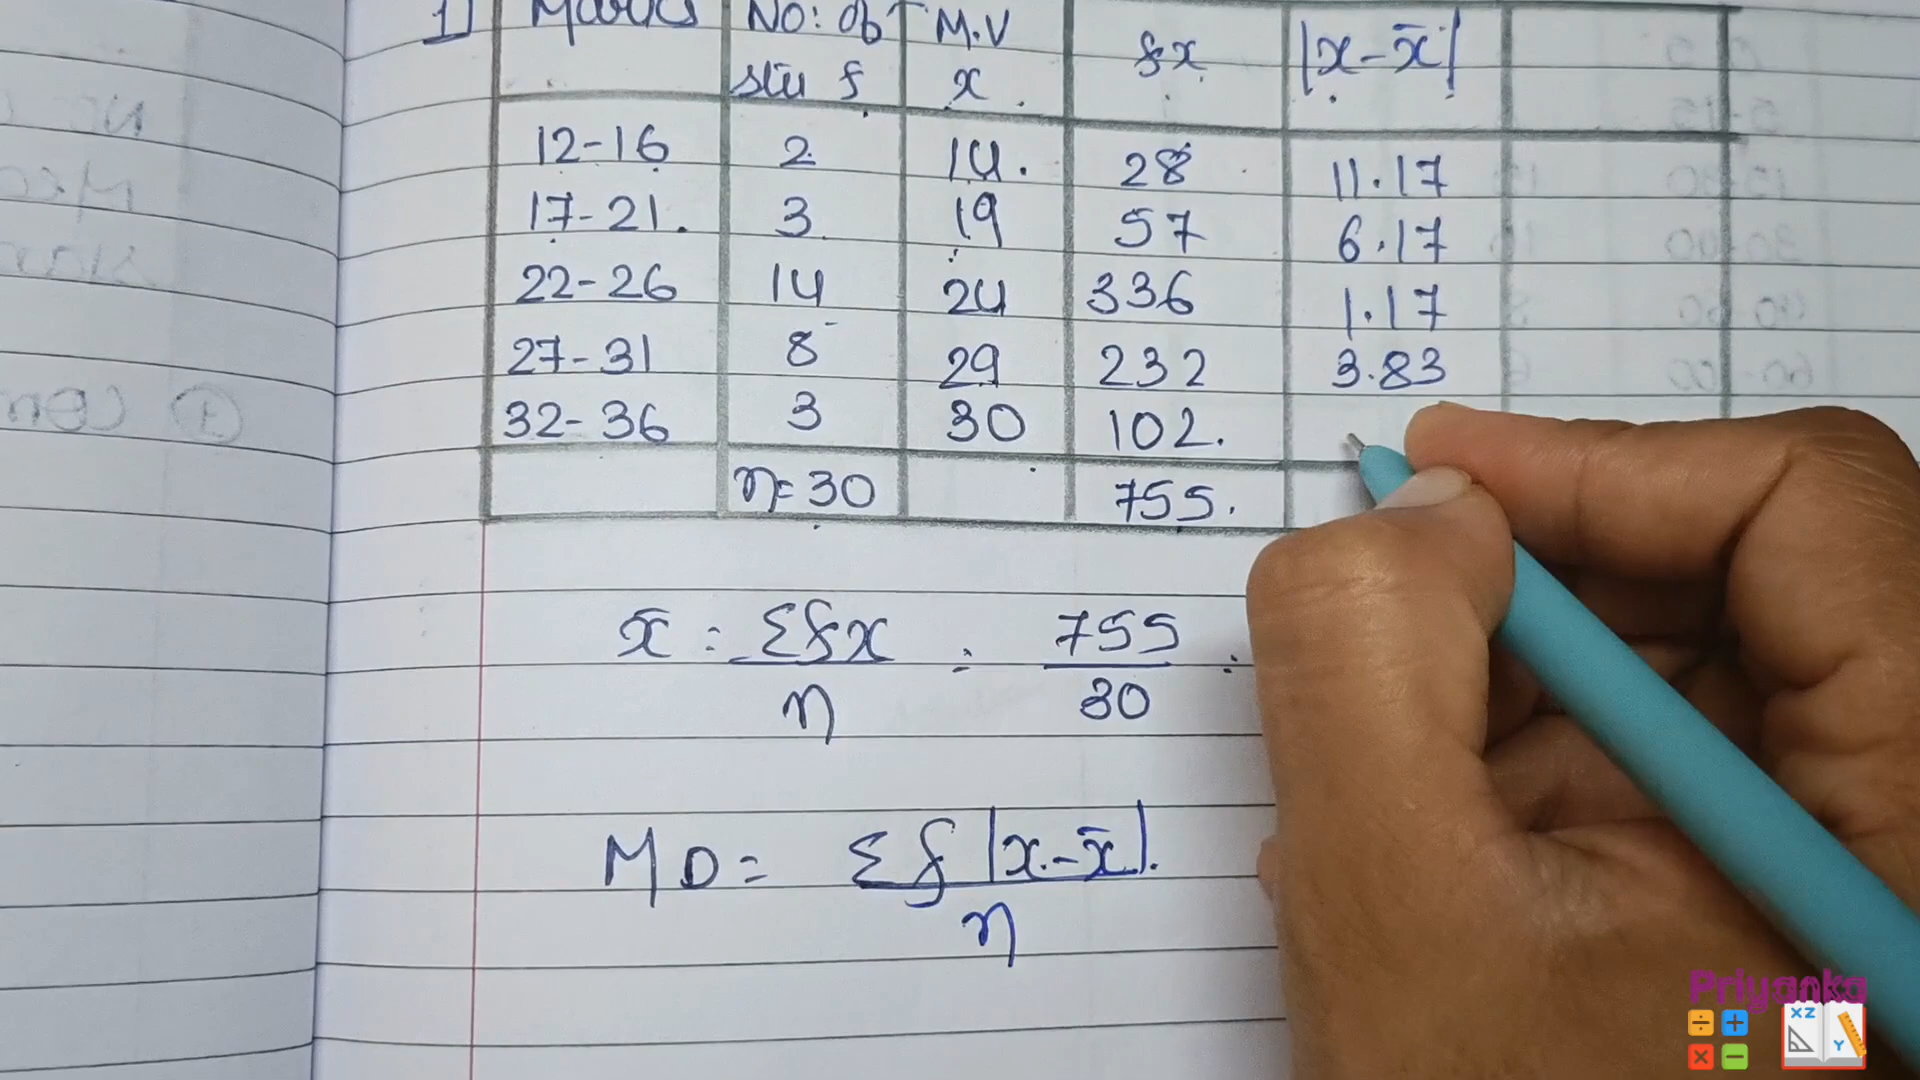 1] Marks No: of M.V fx |x-x̄|
stu f x
12-16 2 14. 28 11.17
17-21. 3 19 57 6.17
22-26 14 24 336 1.17
27-31 8 29 232 3.83
32-36 3 30 102.
n=30 755.
x̄ = Σfx / n = 755 / 30 =
MD = Σf |x-x̄|. / n
Priyanka
XZ
Y